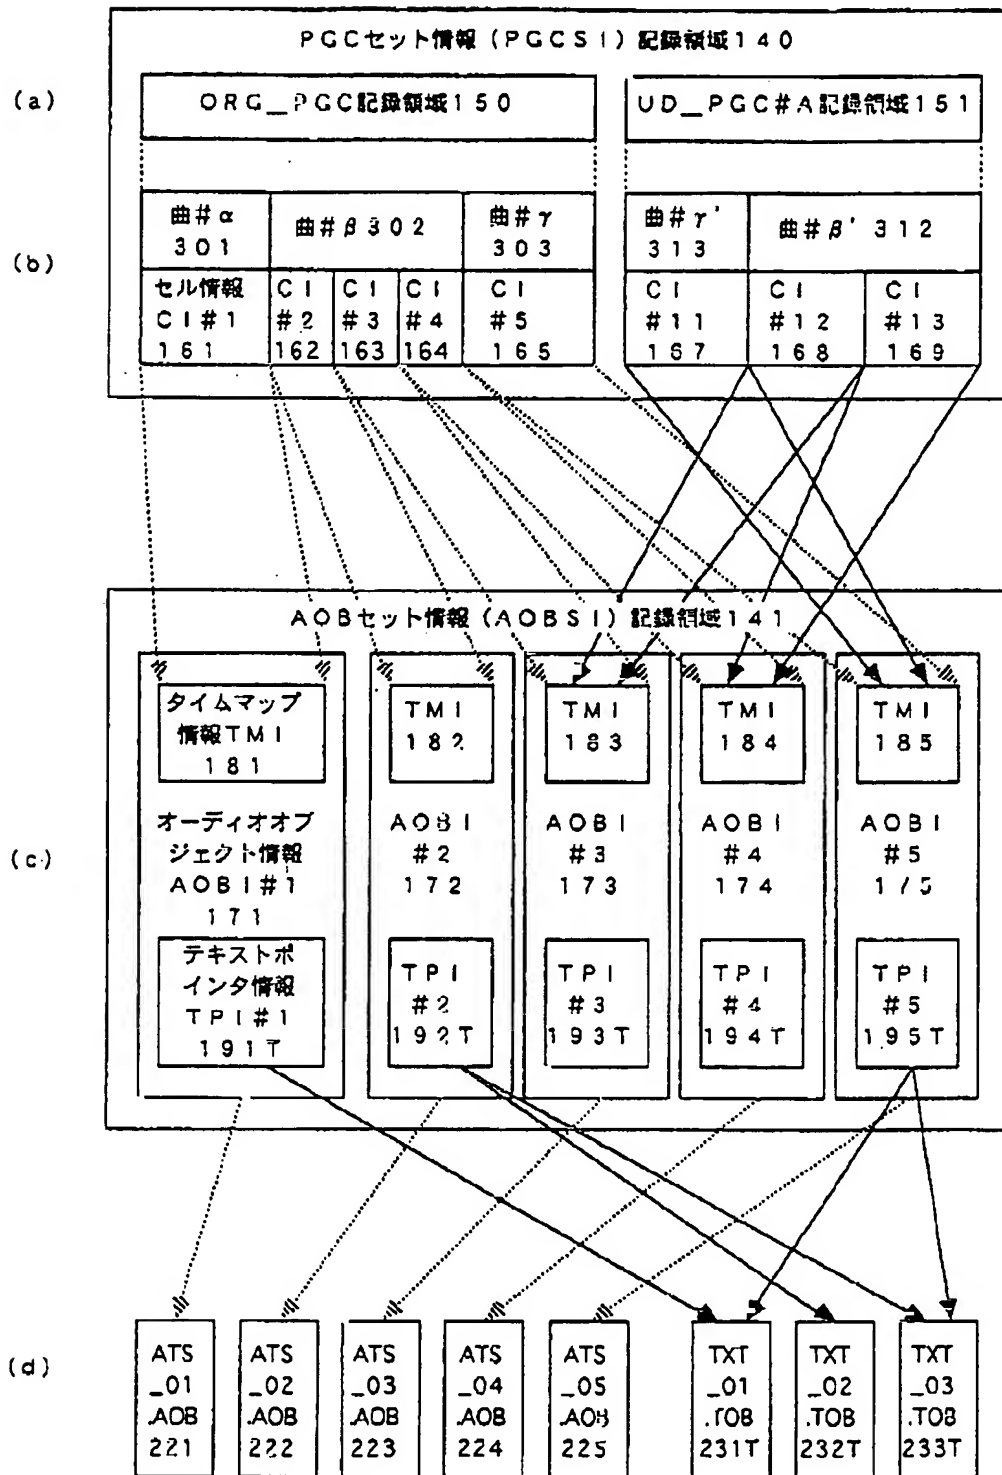 PGCセット情報（PGCSI）記録領域140
(a)
ORG_PGC記録領域150
UD_PGC#A記録領域151
(b)
曲#α
301
曲#β302
曲#γ
303
曲#γ'
313
曲#β'312
セル情報
CI#1
161
CI
#2
162
CI
#3
163
CI
#4
164
CI
#5
165
CI
#11
167
CI
#12
168
CI
#13
169
AOBセット情報（AOBSI）記録領域141
(c)
タイムマップ
情報TMI
181
TMI
182
TMI
183
TMI
184
TMI
185
オーディオオブ
ジェクト情報
AOBI#1
171
AOBI
#2
172
AOBI
#3
173
AOBI
#4
174
AOBI
#5
175
テキストポ
インタ情報
TPI#1
191T
TPI
#2
192T
TPI
#3
193T
TPI
#4
194T
TPI
#5
195T
(d)
ATS
_01
.AOB
221
ATS
_02
.AOB
222
ATS
_03
.AOB
223
ATS
_04
.AOB
224
ATS
_05
.AOB
225
TXT
_01
.TOB
231T
TXT
_02
.TOB
232T
TXT
_03
.TOB
233T